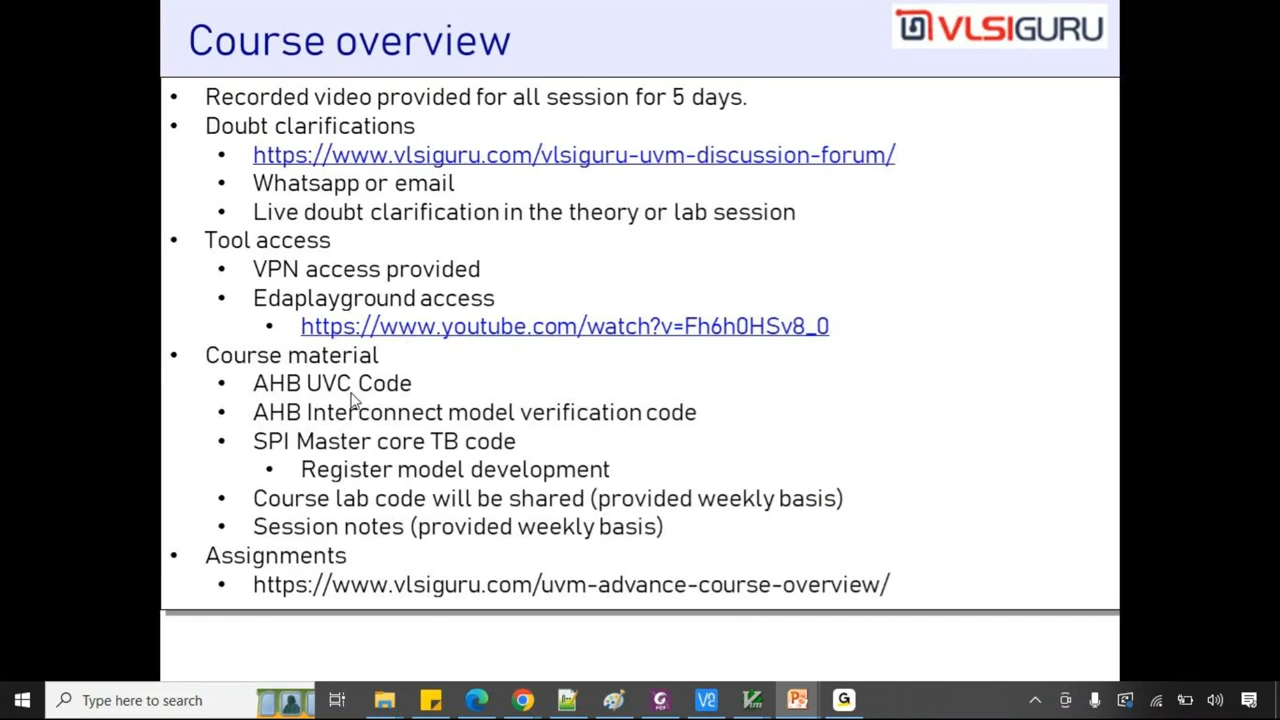 Course overview
VLSIGURU
• Recorded video provided for all session for 5 days.
• Doubt clarifications
• https://www.vlsiguru.com/vlsiguru-uvm-discussion-forum/
• Whatsapp or email
• Live doubt clarification in the theory or lab session
• Tool access
• VPN access provided
• Edaplayground access
• https://www.youtube.com/watch?v=Fh6h0HSv8_0
• Course material
• AHB UVC Code
• AHB Interconnect model verification code
• SPI Master core TB code
• Register model development
• Course lab code will be shared (provided weekly basis)
• Session notes (provided weekly basis)
• Assignments
• https://www.vlsiguru.com/uvm-advance-course-overview/
Type here to search